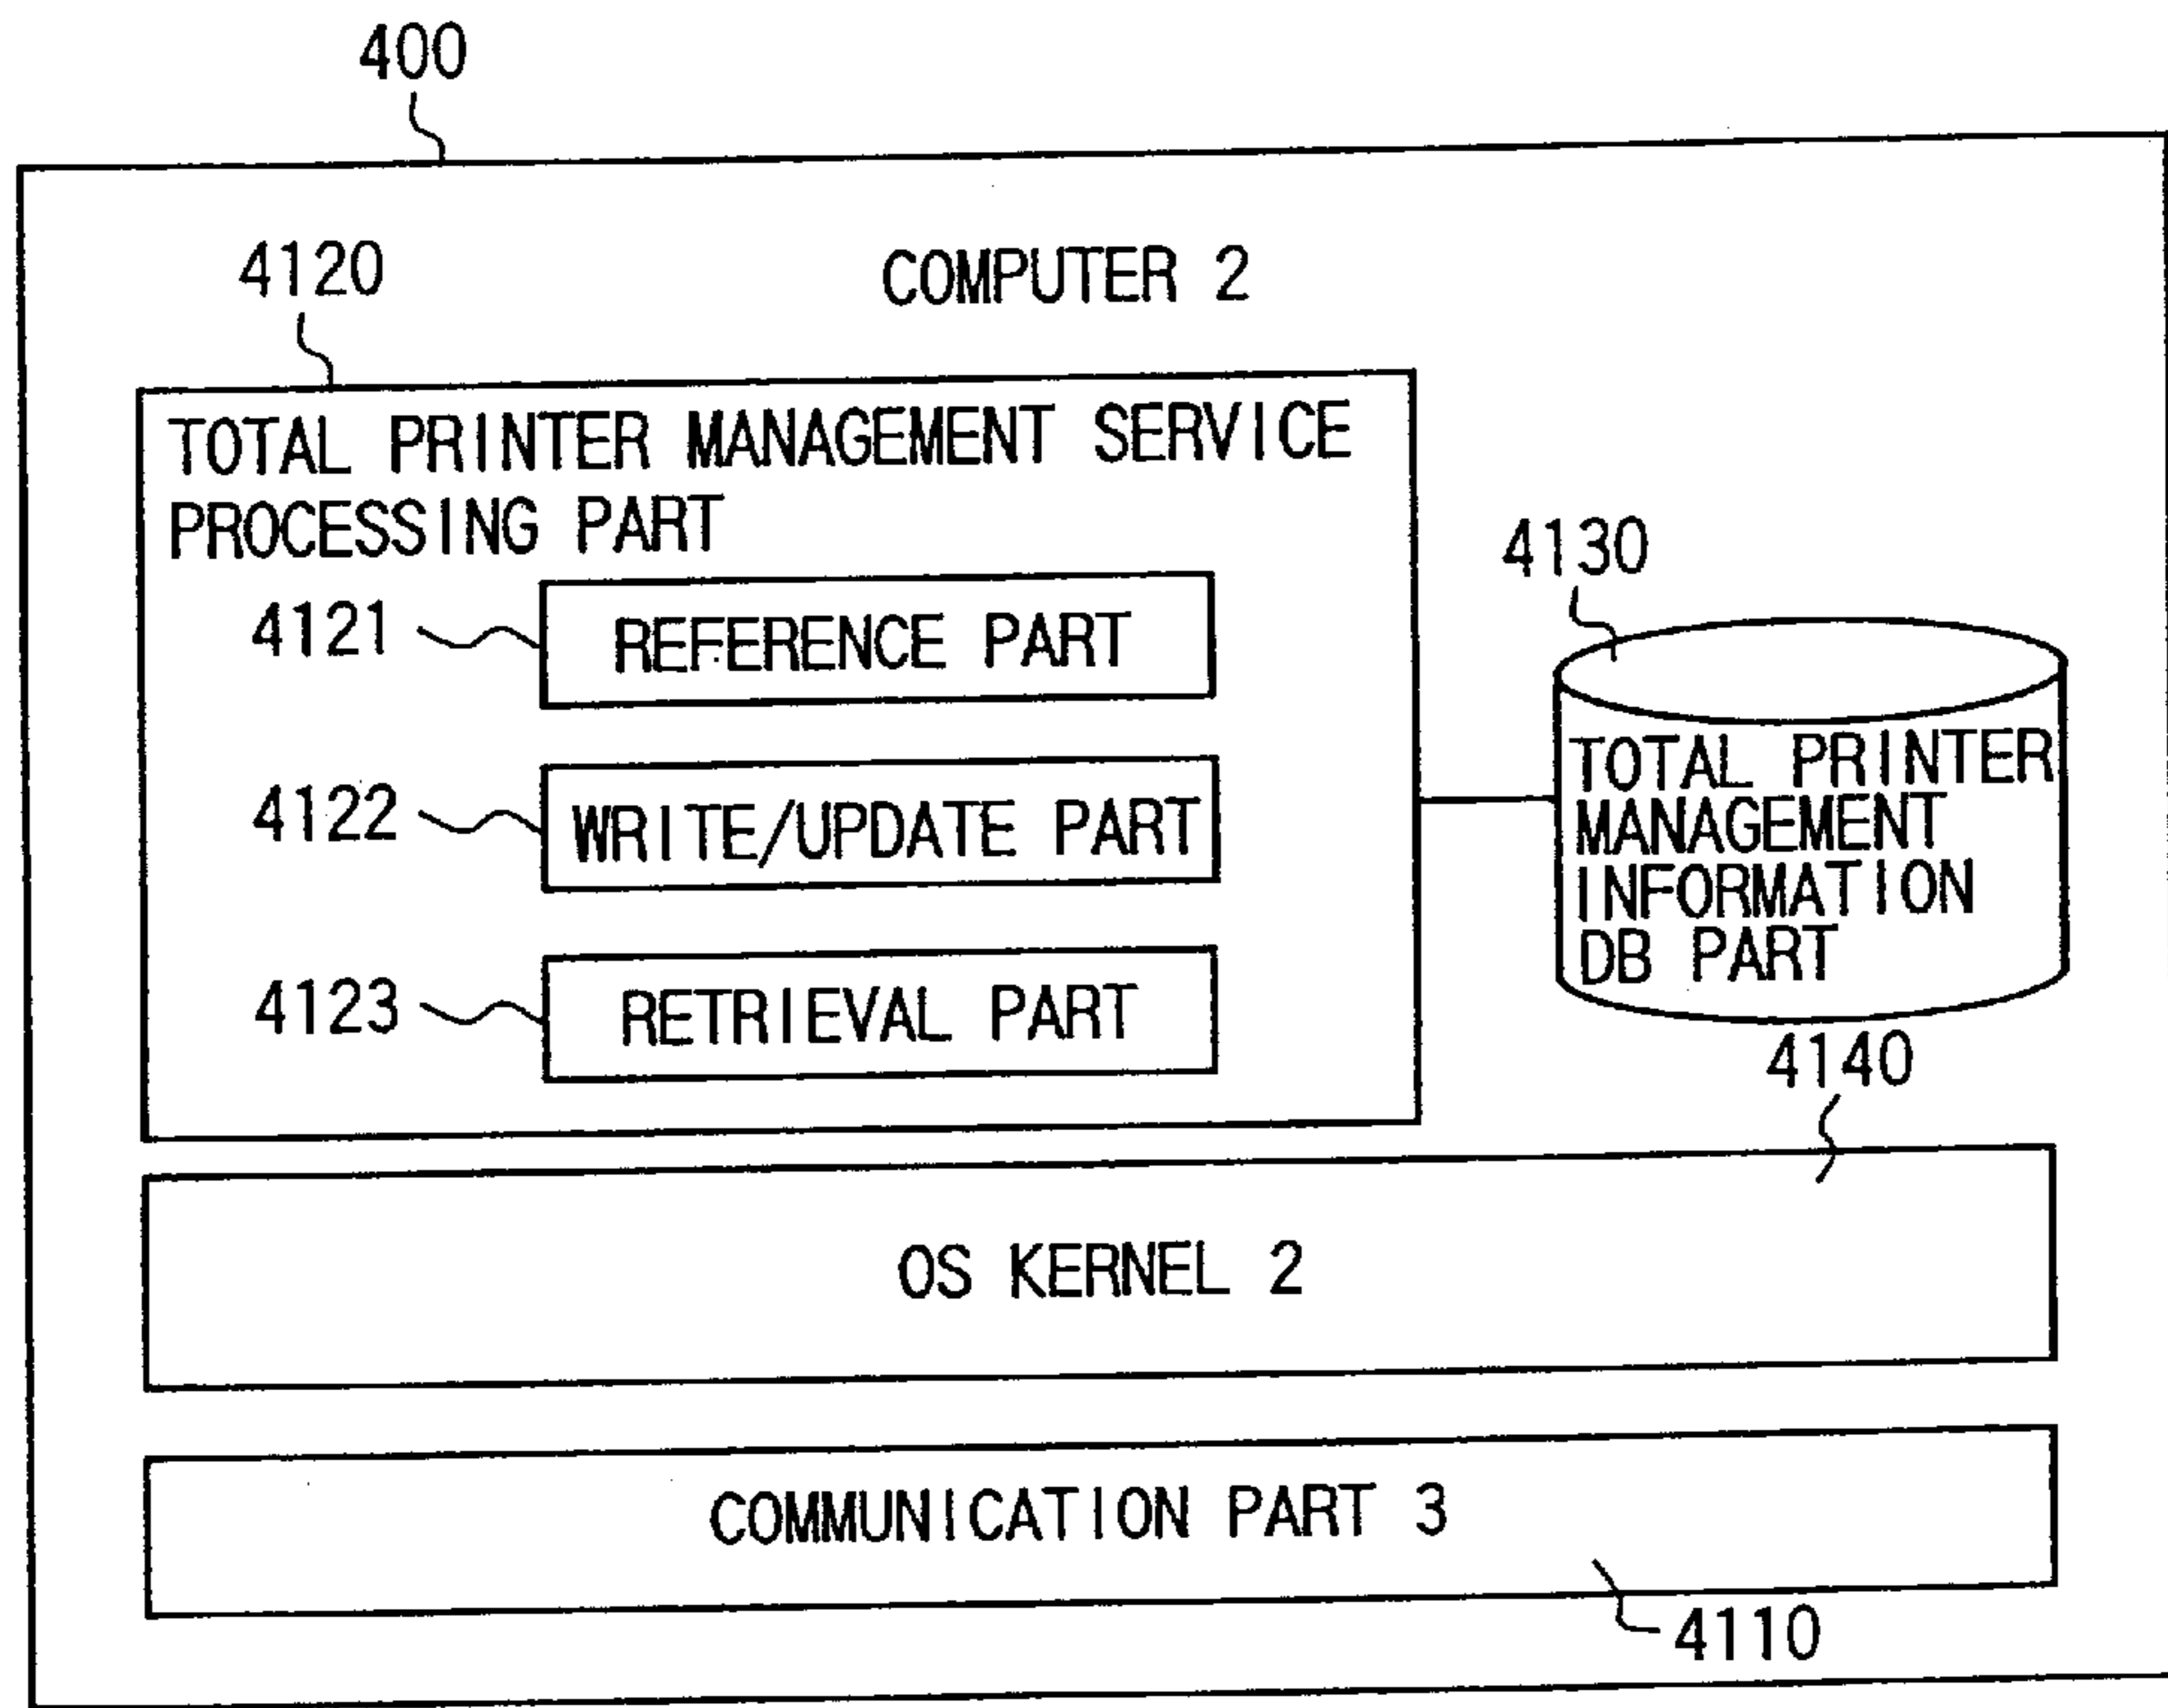 400
COMPUTER 2
4120
TOTAL PRINTER MANAGEMENT SERVICE
PROCESSING PART
4121
REFERENCE PART
4122
WRITE/UPDATE PART
4123
RETRIEVAL PART
4130
TOTAL PRINTER
MANAGEMENT
INFORMATION
DB PART
4140
OS KERNEL 2
COMMUNICATION PART 3
4110